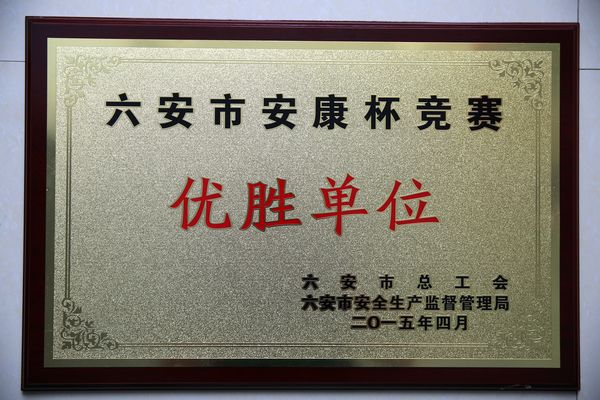 六安市安康杯竞赛
优胜单位
六安市总工会
六安市安全生产监督管理局
二〇一五年四月